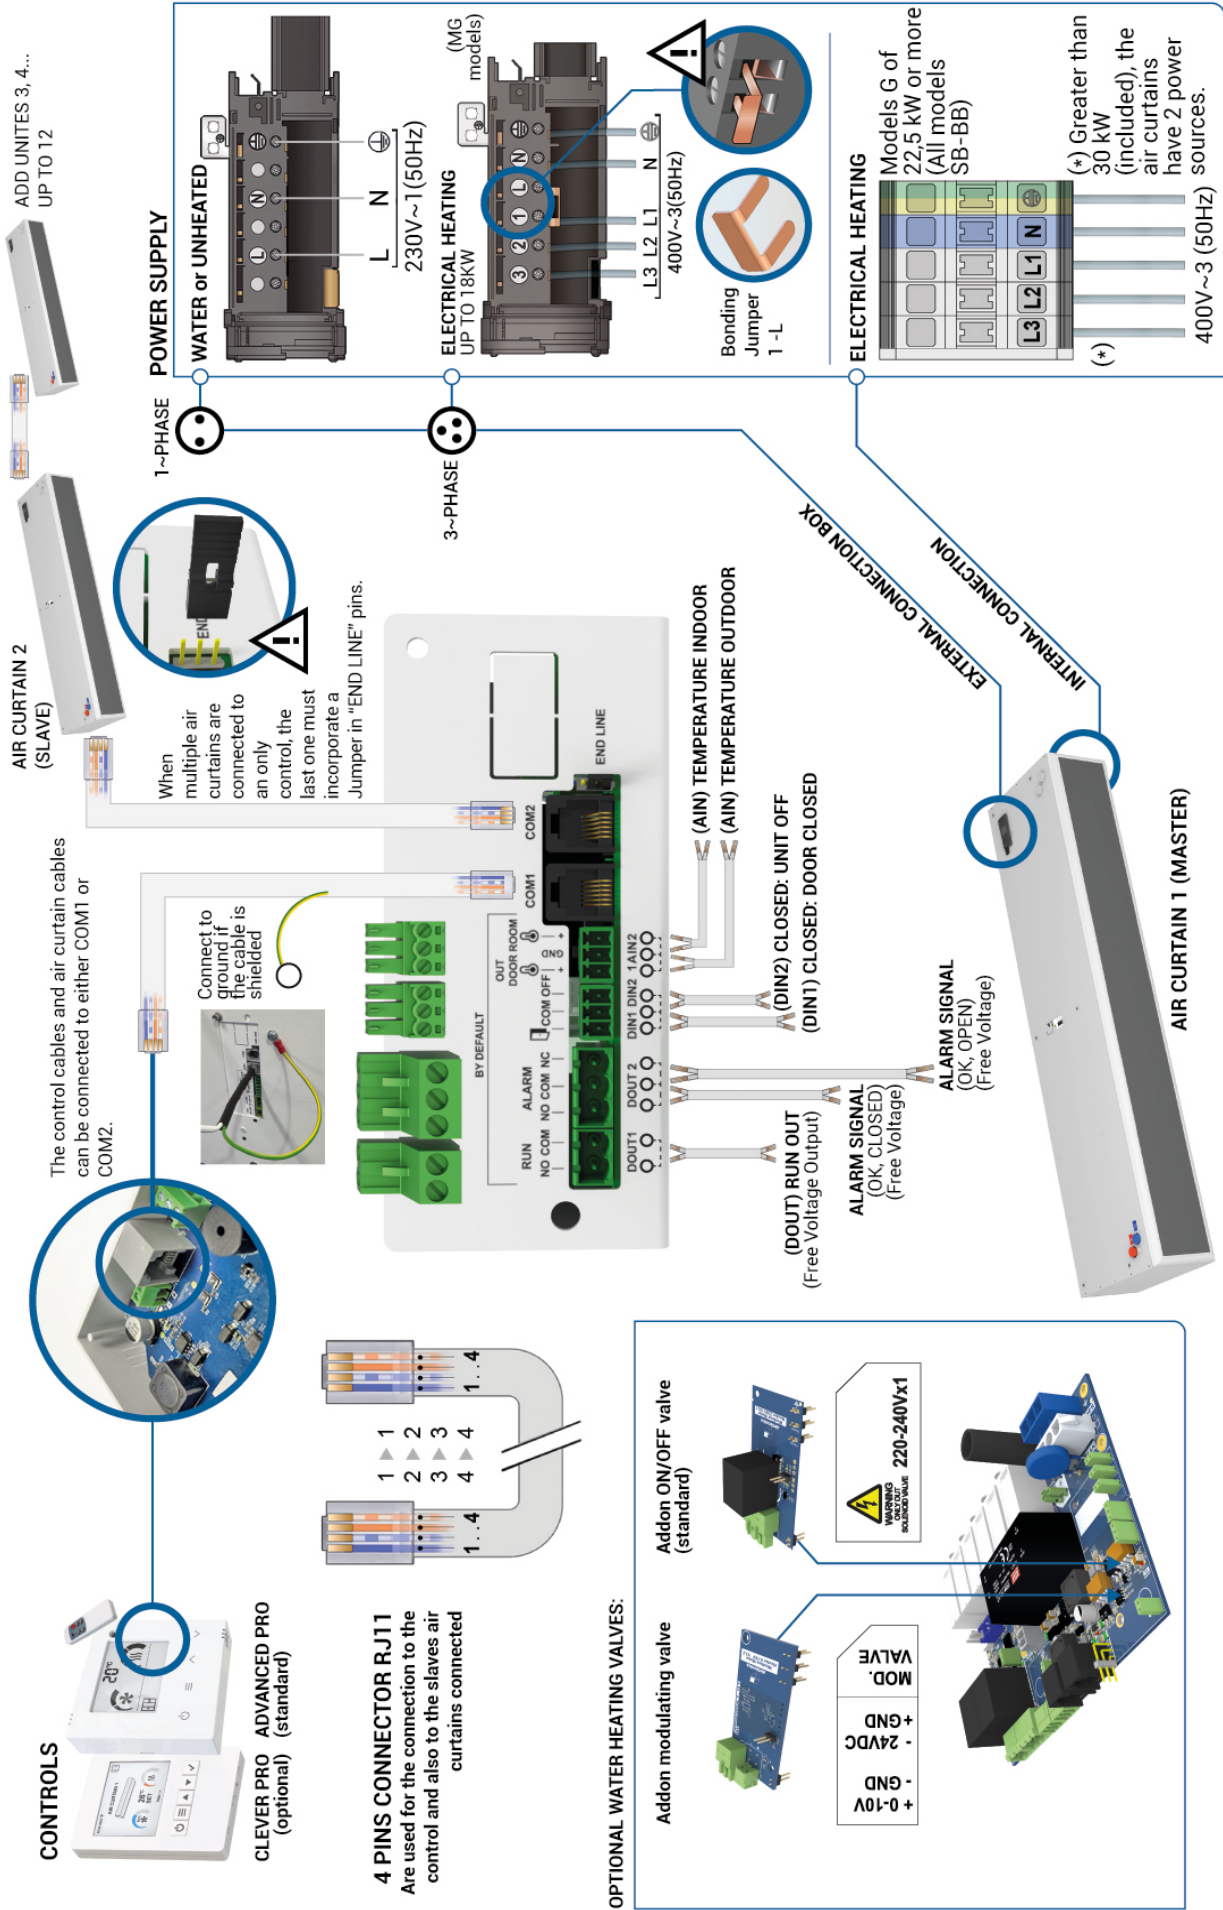 CONTROLS
CLEVER PRO
(optional)
ADVANCED PRO
(standard)
20°C
4 PINS CONNECTOR RJ11
Are used for the connection to the
control and also to the slaves air
curtains connected
1..4
1..4
1 ▶ 1
2 ▶ 2
3 ▶ 3
4 ▶ 4
The control cables and air curtain cables
can be connected to either COM1 or
COM2.
Connect to
ground if
the cable is
shielded
AIR CURTAIN 2
(SLAVE)
ADD UNITES 3, 4...
UP TO 12
When
multiple air
curtains are
connected to
an only
control, the
last one must
incorporate a
Jumper in "END LINE" pins.
END
BY DEFAULT
RUN
NO COM
ALARM
NO COM NC
COM OFF
OUT
DOOR ROOM
+ GND +
COM1
COM2
END LINE
DOUT1
DOUT 2
DIN1 DIN2
1AIN2
(DOUT) RUN OUT
(Free Voltage Output)
ALARM SIGNAL
(OK, CLOSED)
(Free Voltage)
ALARM SIGNAL
(OK, OPEN)
(Free Voltage)
(DIN2) CLOSED: UNIT OFF
(DIN1) CLOSED: DOOR CLOSED
(AIN) TEMPERATURE INDOOR
(AIN) TEMPERATURE OUTDOOR
AIR CURTAIN 1 (MASTER)
EXTERNAL CONNECTION BOX
INTERNAL CONNECTION
1~PHASE
3~PHASE
POWER SUPPLY
WATER or UNHEATED
L N
L N
230V~1(50Hz)
ELECTRICAL HEATING
UP TO 18KW
(MG
models)
3 2 1 L N
L3 L2 L1 N
400V~3(50Hz)
Bonding
Jumper
1 -L
ELECTRICAL HEATING
Models G of
22,5 kW or more
(All models
SB-BB)
L3 L2 L1 N
(*)
400V~3 (50Hz)
(*) Greater than
30 kW
(included), the
air curtains
have 2 power
sources.
OPTIONAL WATER HEATING VALVES:
Addon modulating valve
Addon ON/OFF valve
(standard)
+ 0-10V
- GND
- 24VDC
+ GND
MOD.
VALVE
WARNING
ONLY OUT
SOLENOID VALVE
220-240Vx1